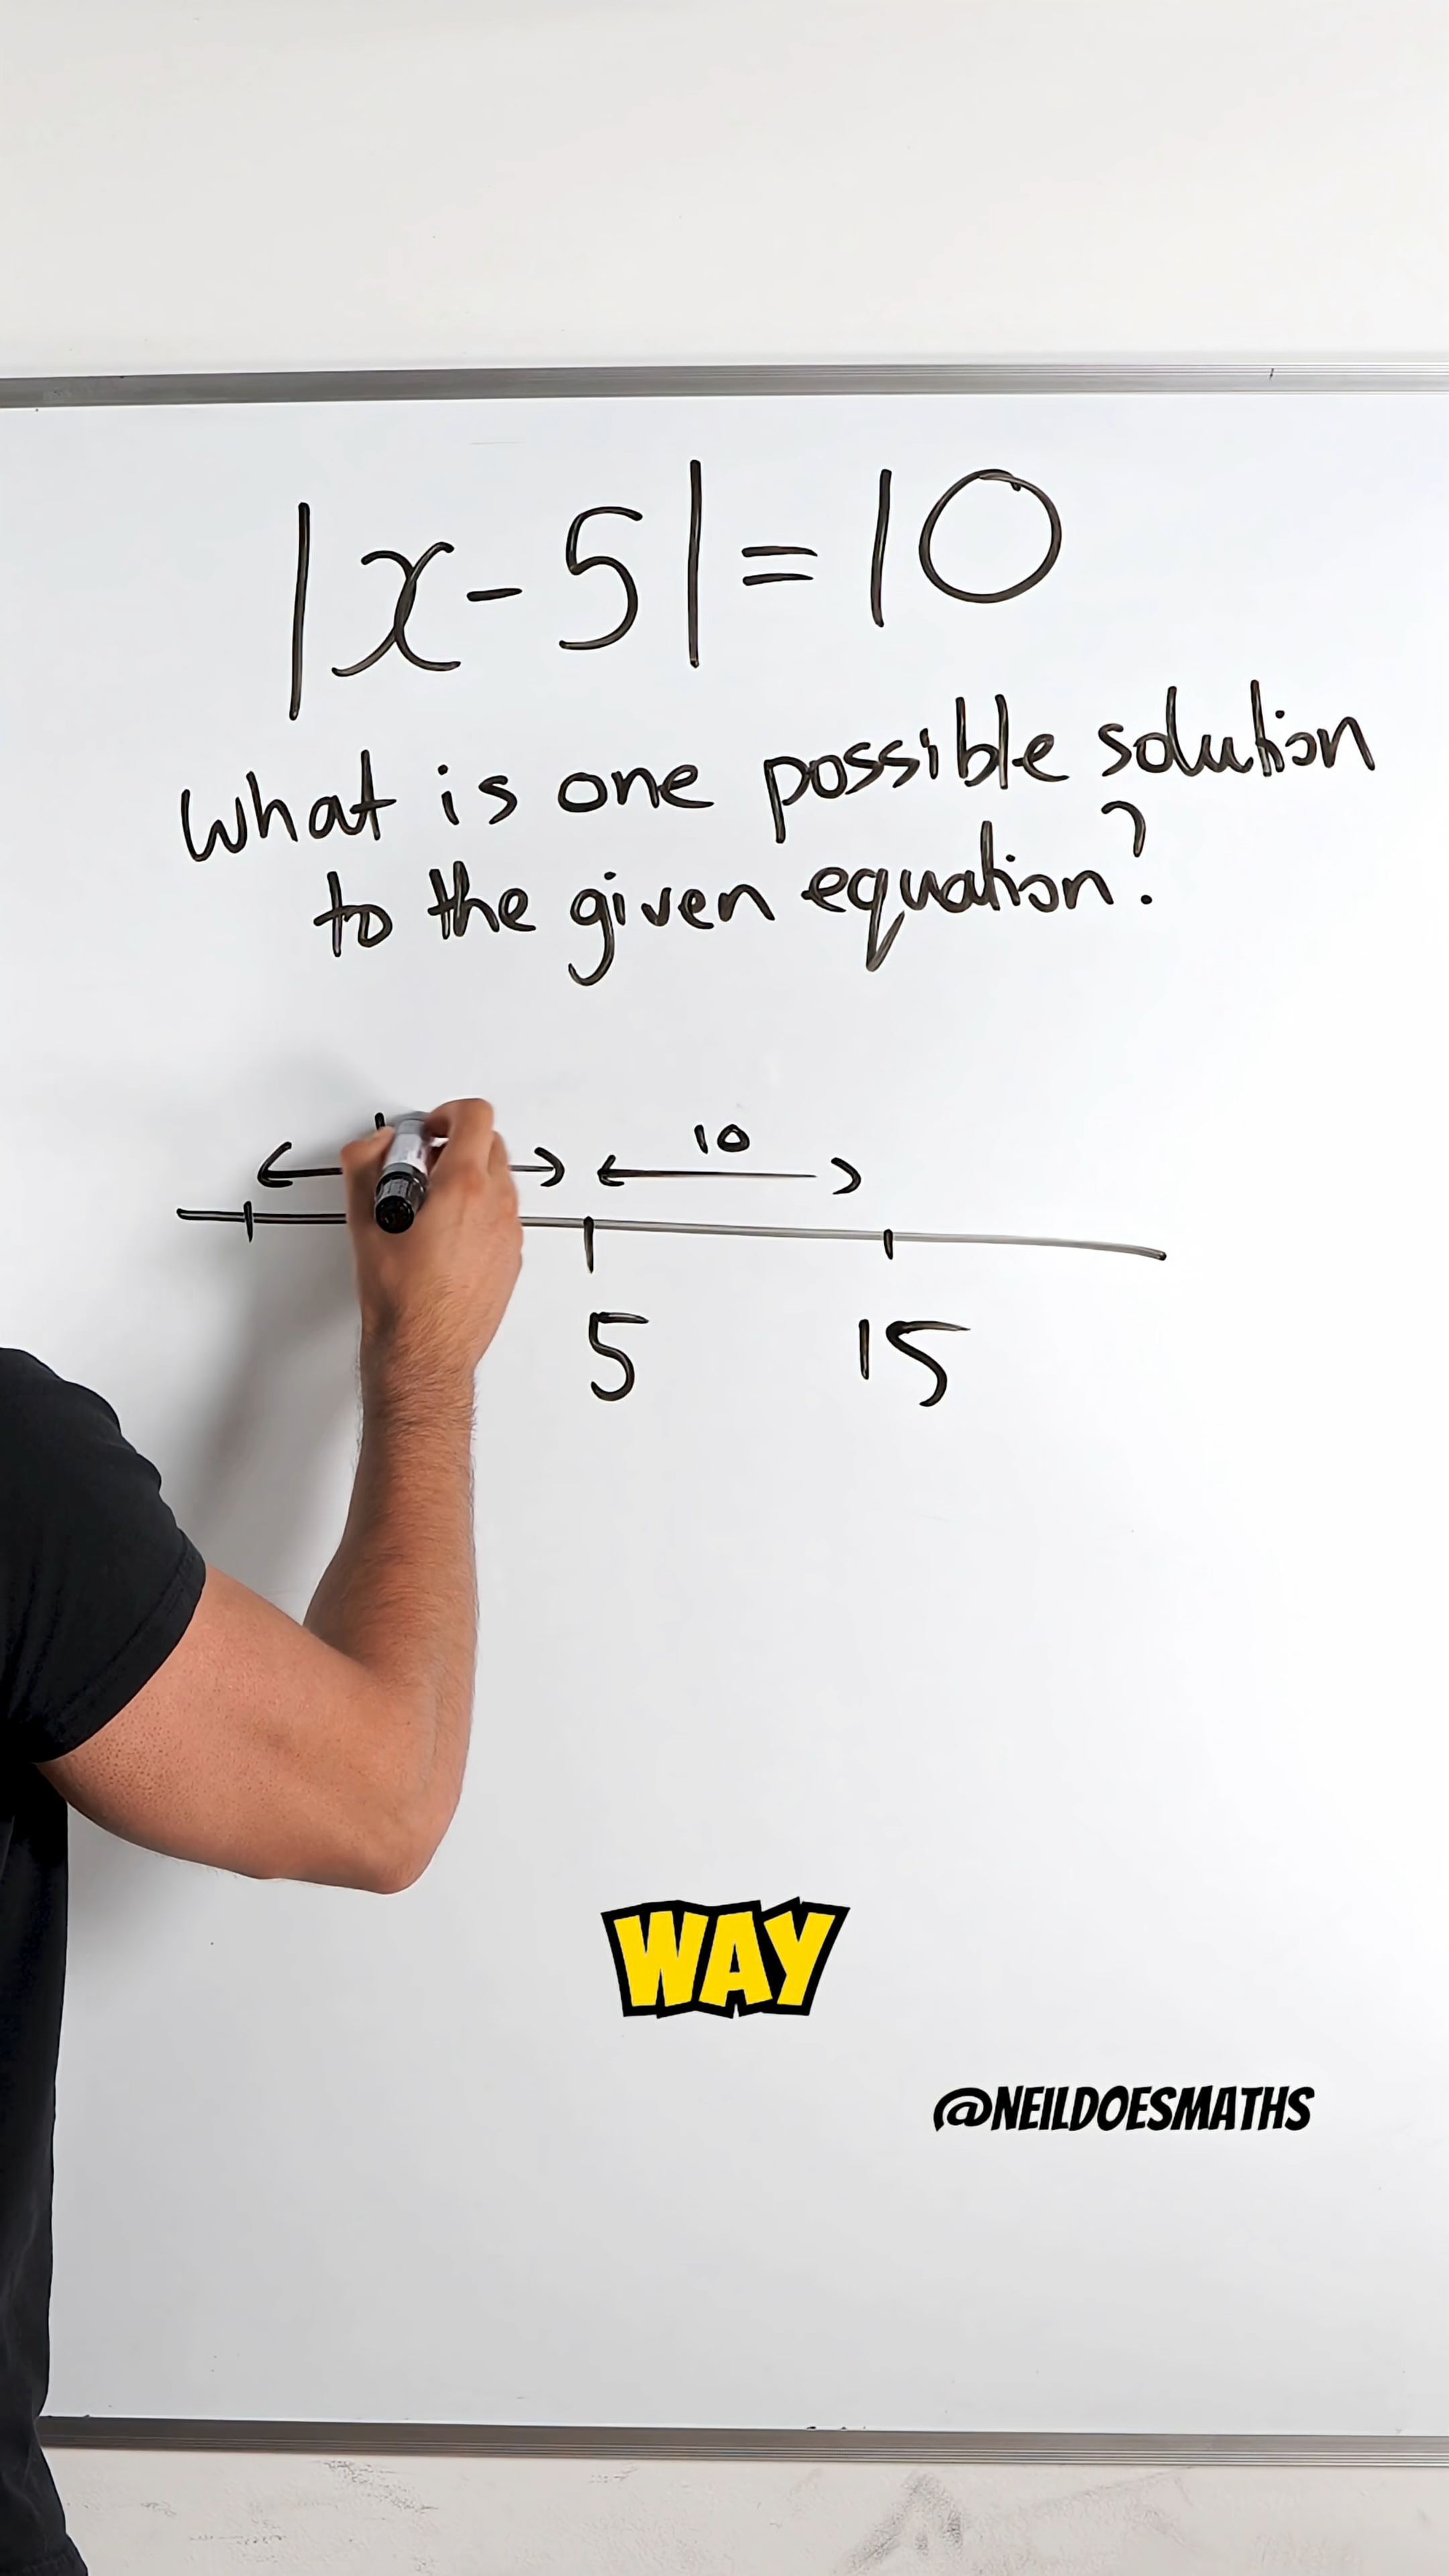 |x-5|=10
What is one possible solution
to the given equation?
10
5 15
WAY
@NEILDOESMATHS